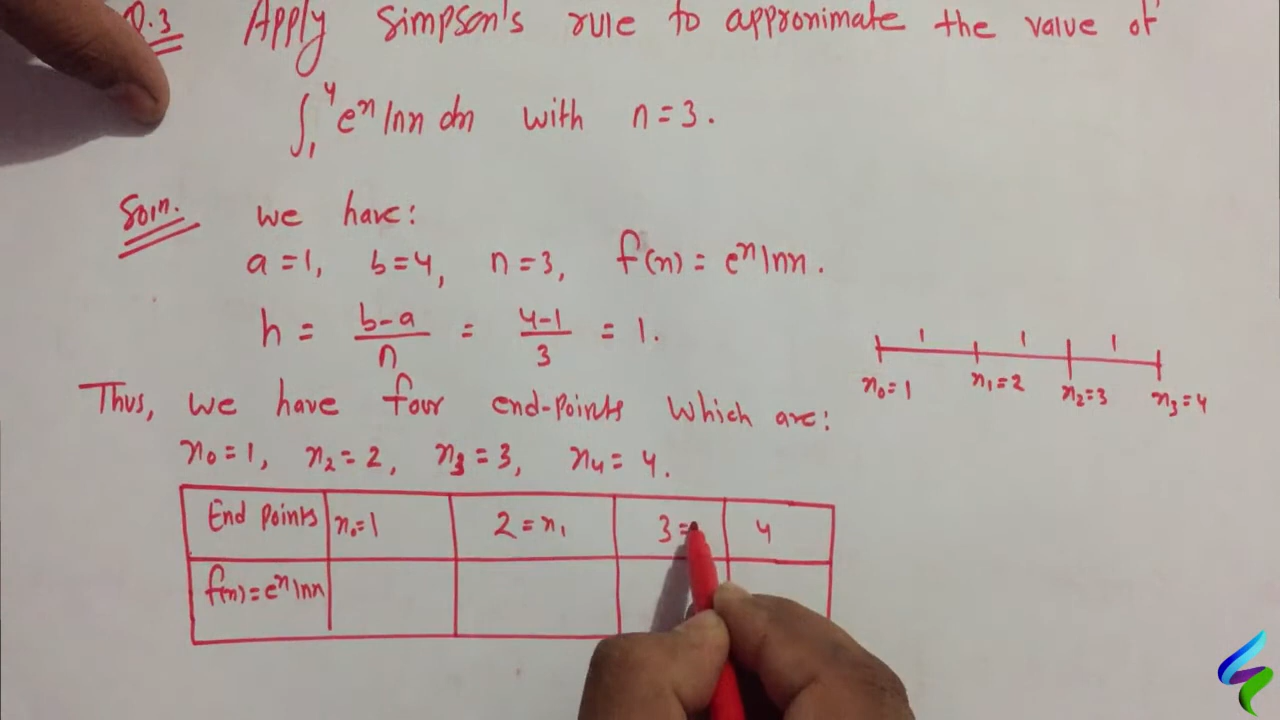 Q.3 Apply Simpson's rule to approximate the value of
∫₁⁴ eˣ lnx dx with n=3.
Soln. we have:
a=1, b=4, n=3, f(x) = eˣ lnx.
h = b-a/n = 4-1/3 = 1.
1 1 1
x₀=1 x₁=2 x₂=3 x₃=4
Thus, we have four end-points which are:
x₀=1, x₂=2, x₃=3, x₄=4.
End points x₀=1 2=x₁ 3= 4
f(x)=eˣ lnx